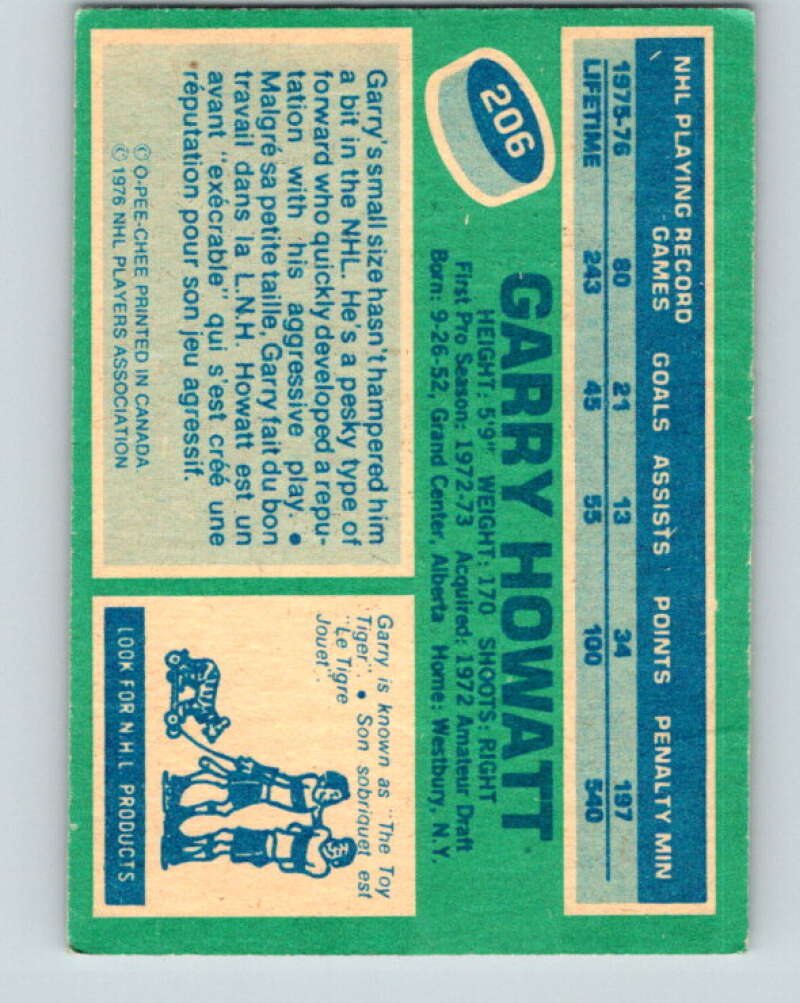 NHL PLAYING RECORD
GAMES GOALS ASSISTS POINTS PENALTY MIN
1975-76 80 21 13 34 197
LIFETIME 243 45 55 100 540
206
GARRY HOWATT
HEIGHT: 5'9" WEIGHT: 170 SHOOTS: RIGHT
First Pro Season: 1972-73 Acquired: 1972 Amateur Draft
Born: 9-26-52, Grand Center, Alberta Home: Westbury, N.Y.
Garry's small size hasn't hampered him
a bit in the NHL. He's a pesky type of
forward who quickly developed a repu-
tation with his aggressive play. •
Malgré sa petite taille, Garry fait du bon
travail dans la L.N.H. Howatt est un
avant "exécrable" qui s'est créé une
réputation pour son jeu agressif.
© O-PEE-CHEE PRINTED IN CANADA
© 1976 NHL PLAYERS ASSOCIATION
Garry is known as "The Toy
Tiger". • Son sobriquet est
"Le Tigre
Jouet".
LOOK FOR N.H.L. PRODUCTS